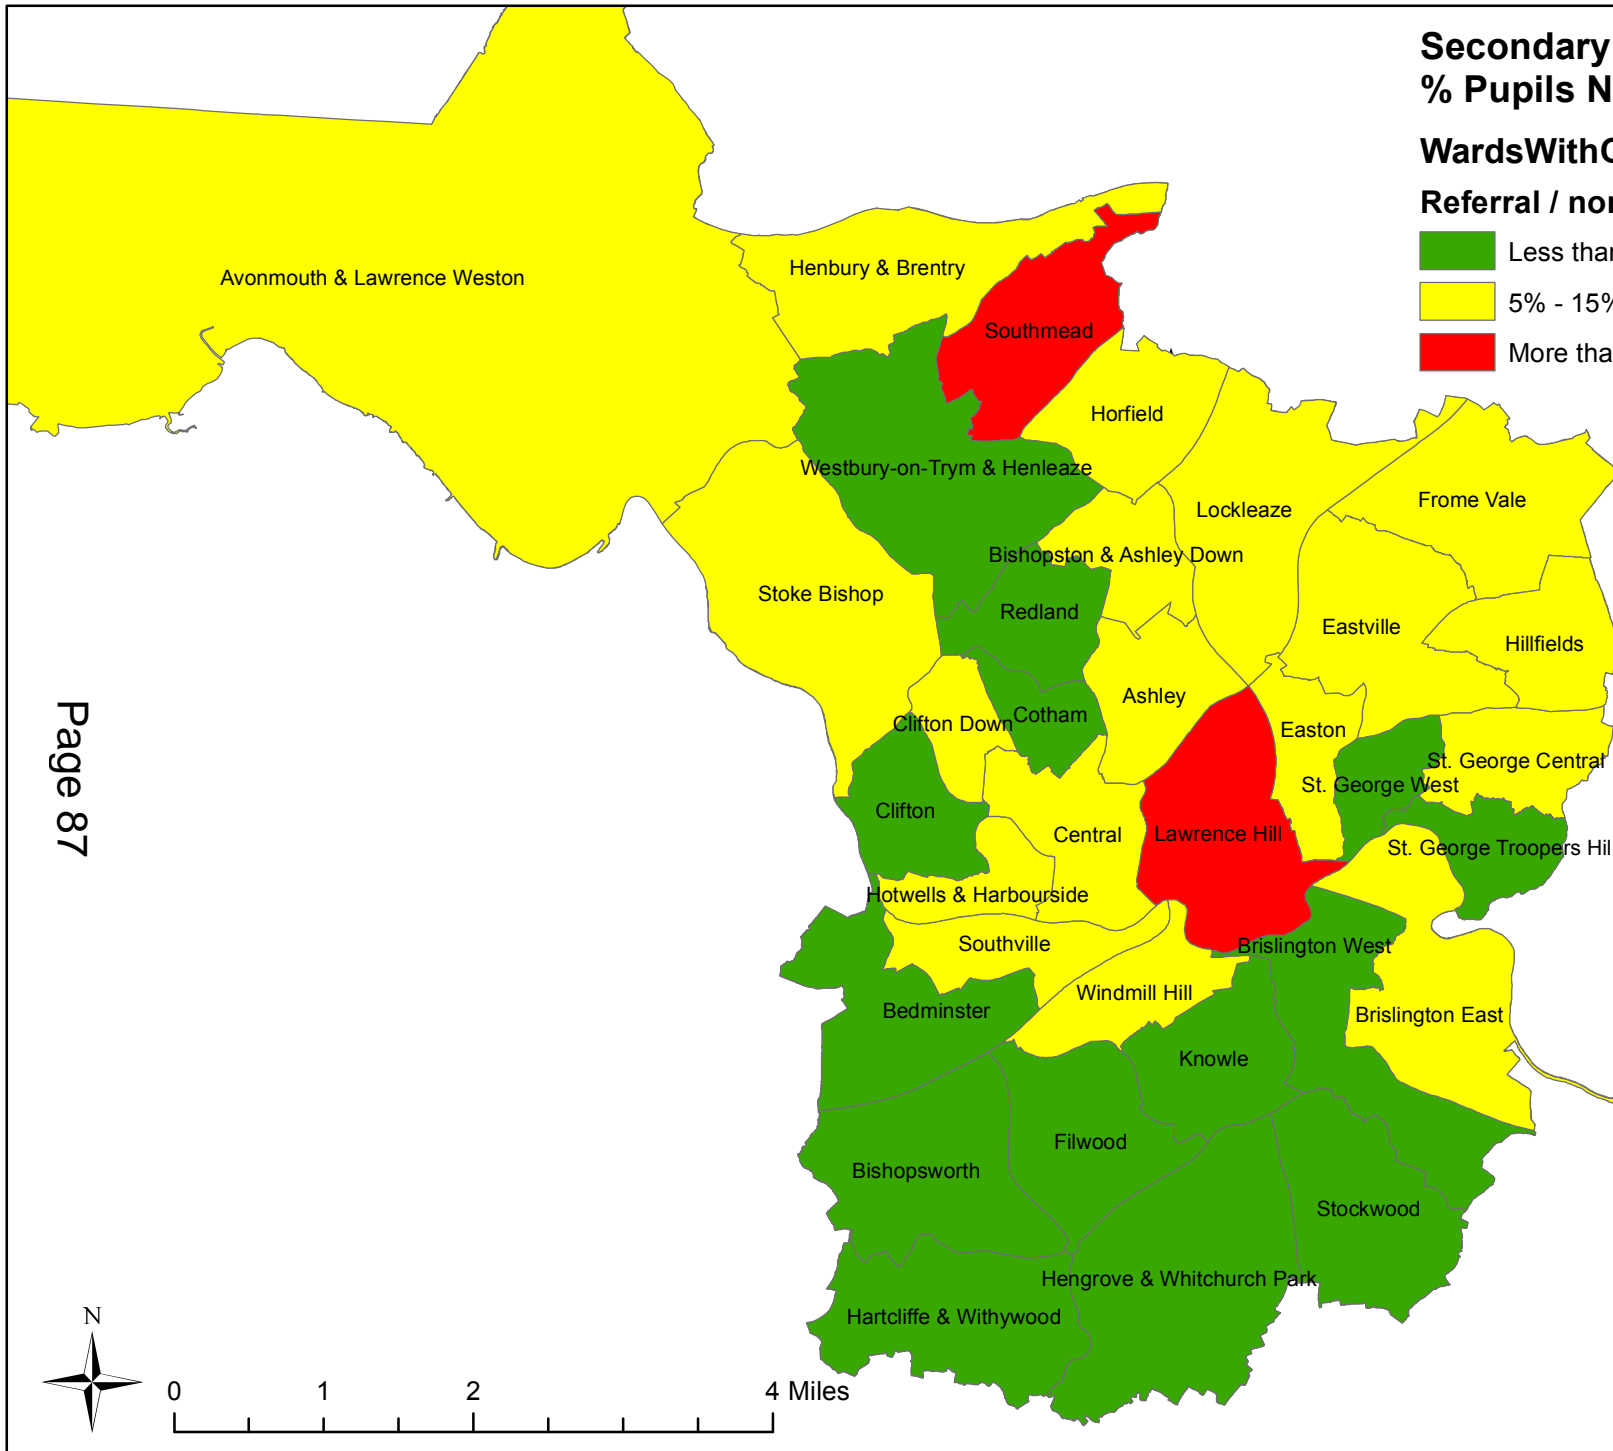 Secondary
% Pupils N
WardsWithC
Referral / nor
Less than
5% - 15%
More tha
Avonmouth & Lawrence Weston
Henbury & Brentry
Southmead
Horfield
Westbury-on-Trym & Henleaze
Lockleaze
Frome Vale
Bishopston & Ashley Down
Stoke Bishop
Redland
Eastville
Hillfields
Ashley
Cotham
Clifton Down
Easton
St. George Central
St. George West
Clifton
Central
Lawrence Hill
St. George Troopers Hil
Hotwells & Harbourside
Southville
Brislington West
Windmill Hill
Bedminster
Brislington East
Knowle
Filwood
Bishopsworth
Stockwood
Hengrove & Whitchurch Park
Hartcliffe & Withywood
Page 87
N
0 1 2 4 Miles